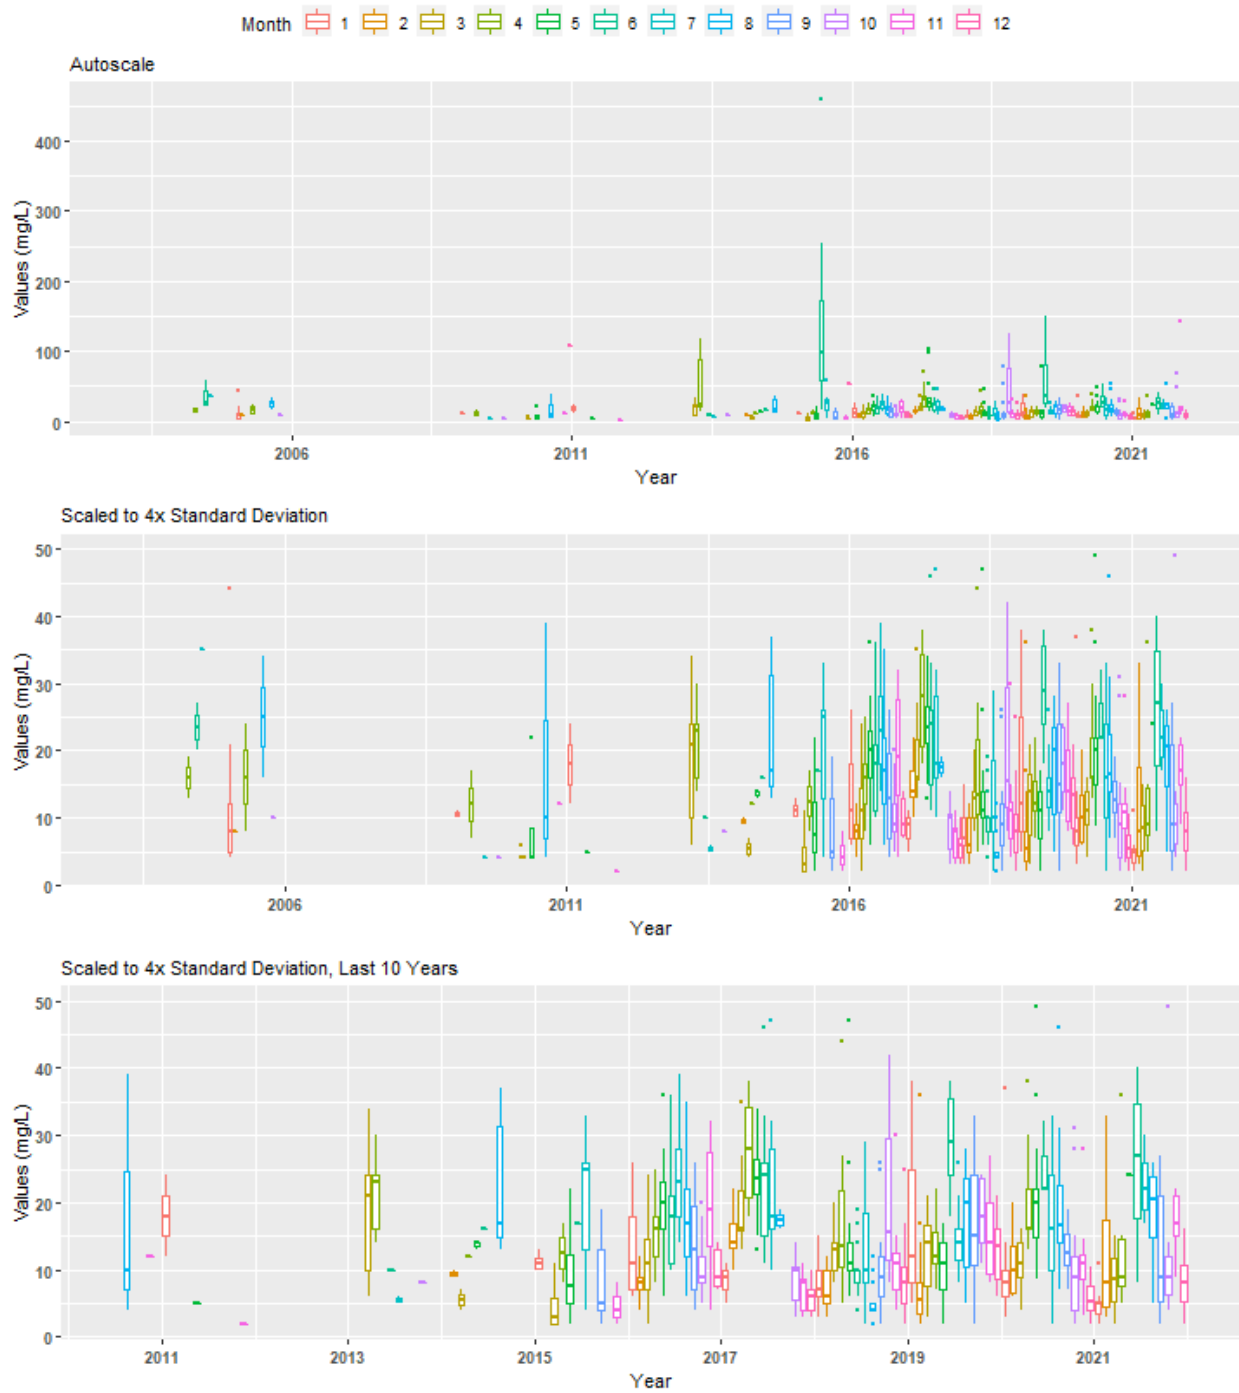 Month 1 2 3 4 5 6 7 8 9 10 11 12
Autoscale
Values (mg/L)
400
300
200
100
0
2006 2011 2016 2021
Year
Scaled to 4x Standard Deviation
Values (mg/L)
50
40
30
20
10
0
2006 2011 2016 2021
Year
Scaled to 4x Standard Deviation, Last 10 Years
Values (mg/L)
50
40
30
20
10
0
2011 2013 2015 2017 2019 2021
Year